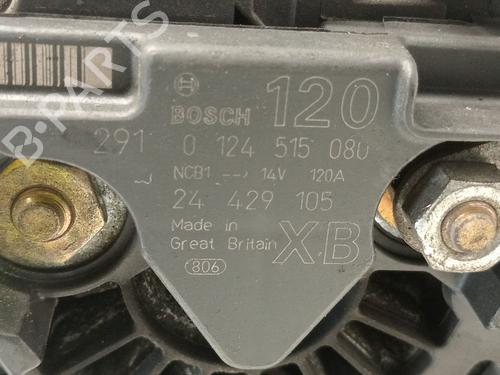 BOSCH 120
291 0 124 515 080
NCB1 --› 14V 120A
24 429 105
Made in
Great Britain XB
806
B-PARTS